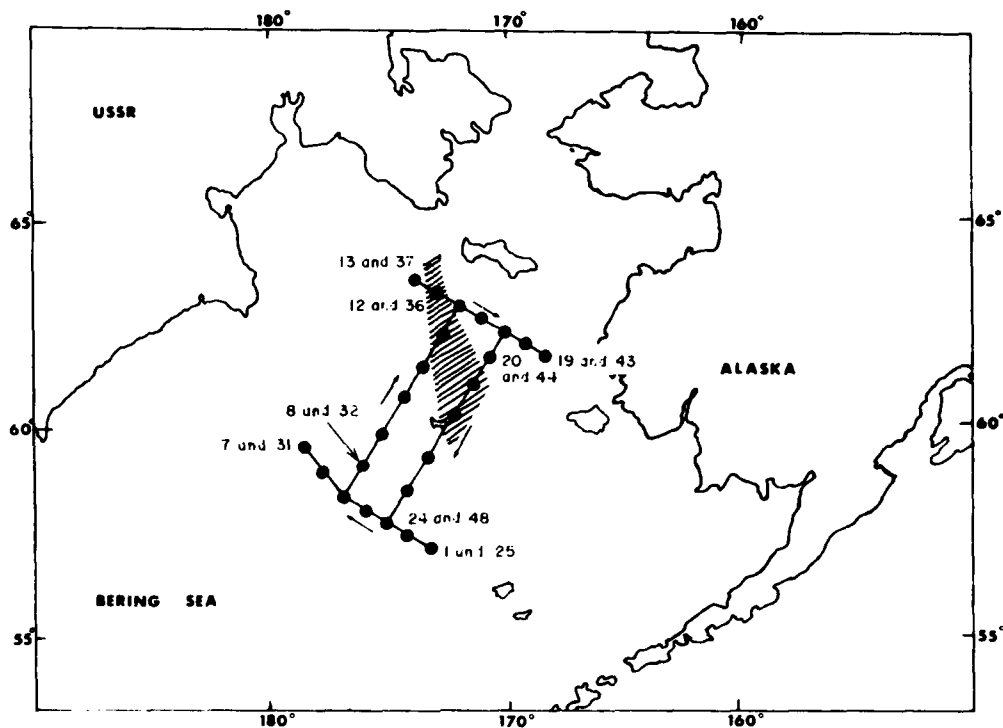 180°
170°
160°
USSR
65°
65°
13 and 37
12 and 36
20
and 44
19 and 43
ALASKA
8 and 32
60°
60°
7 and 31
24 and 48
1 and 25
BERING SEA
55°
55°
180°
170°
160°